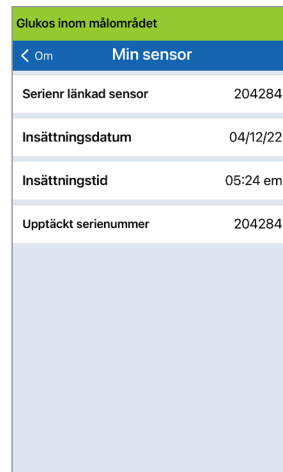 Glukos inom målområdet
Om Min sensor
Serienr länkad sensor 204284
Insättningsdatum 04/12/22
Insättningstid 05:24 em
Upptäckt serienummer 204284